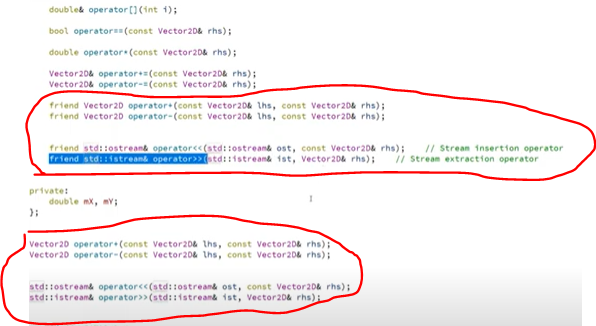 double& operator[](int i);
bool operator==(const Vector2D& rhs);
double operator*(const Vector2D& rhs);
Vector2D& operator+=(const Vector2D& rhs);
Vector2D& operator-=(const Vector2D& rhs);
friend Vector2D operator+(const Vector2D& lhs, const Vector2D& rhs);
friend Vector2D operator-(const Vector2D& lhs, const Vector2D& rhs);
friend std::ostream& operator<<(std::ostream& ost, const Vector2D& rhs); // Stream insertion operator
friend std::istream& operator>>(std::istream& ist, Vector2D& rhs); // Stream extraction operator
private:
double mX, mY;
};
Vector2D operator+(const Vector2D& lhs, const Vector2D& rhs);
Vector2D operator-(const Vector2D& lhs, const Vector2D& rhs);
std::ostream& operator<<(std::ostream& ost, const Vector2D& rhs);
std::istream& operator>>(std::istream& ist, Vector2D& rhs);